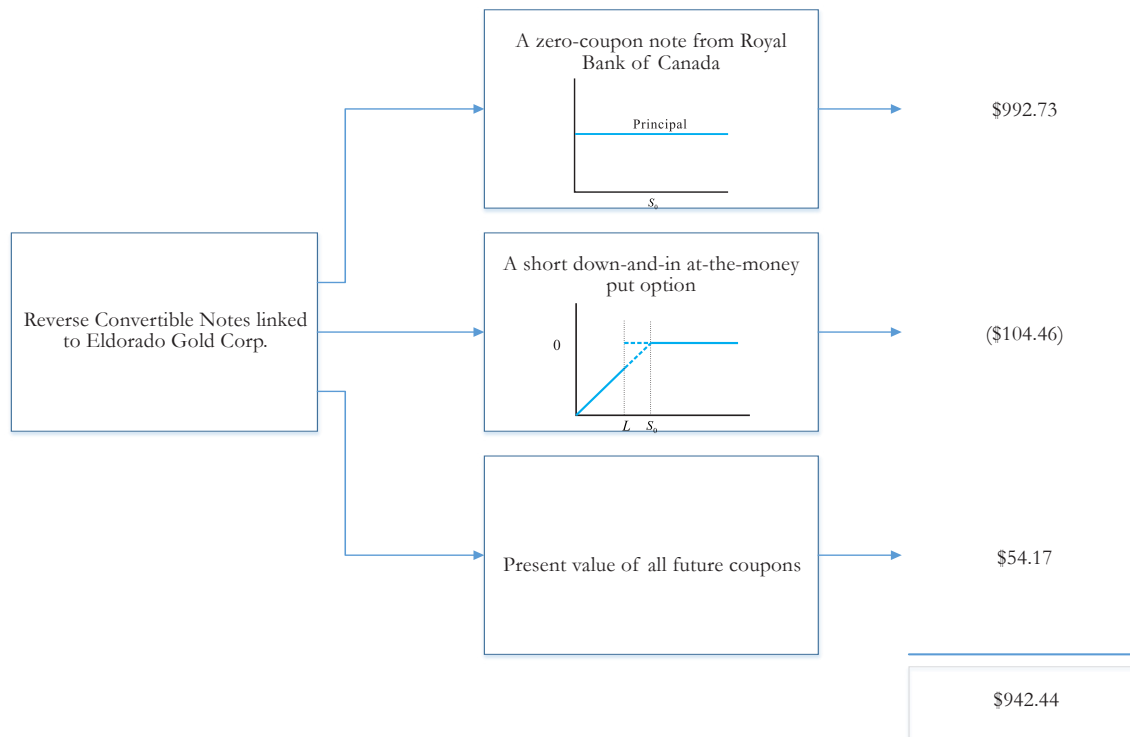 A zero-coupon note from Royal
Bank of Canada
Principal
S₀
$992.73
Reverse Convertible Notes linked
to Eldorado Gold Corp.
A short down-and-in at-the-money
put option
0
L S₀
($104.46)
Present value of all future coupons
$54.17
$942.44